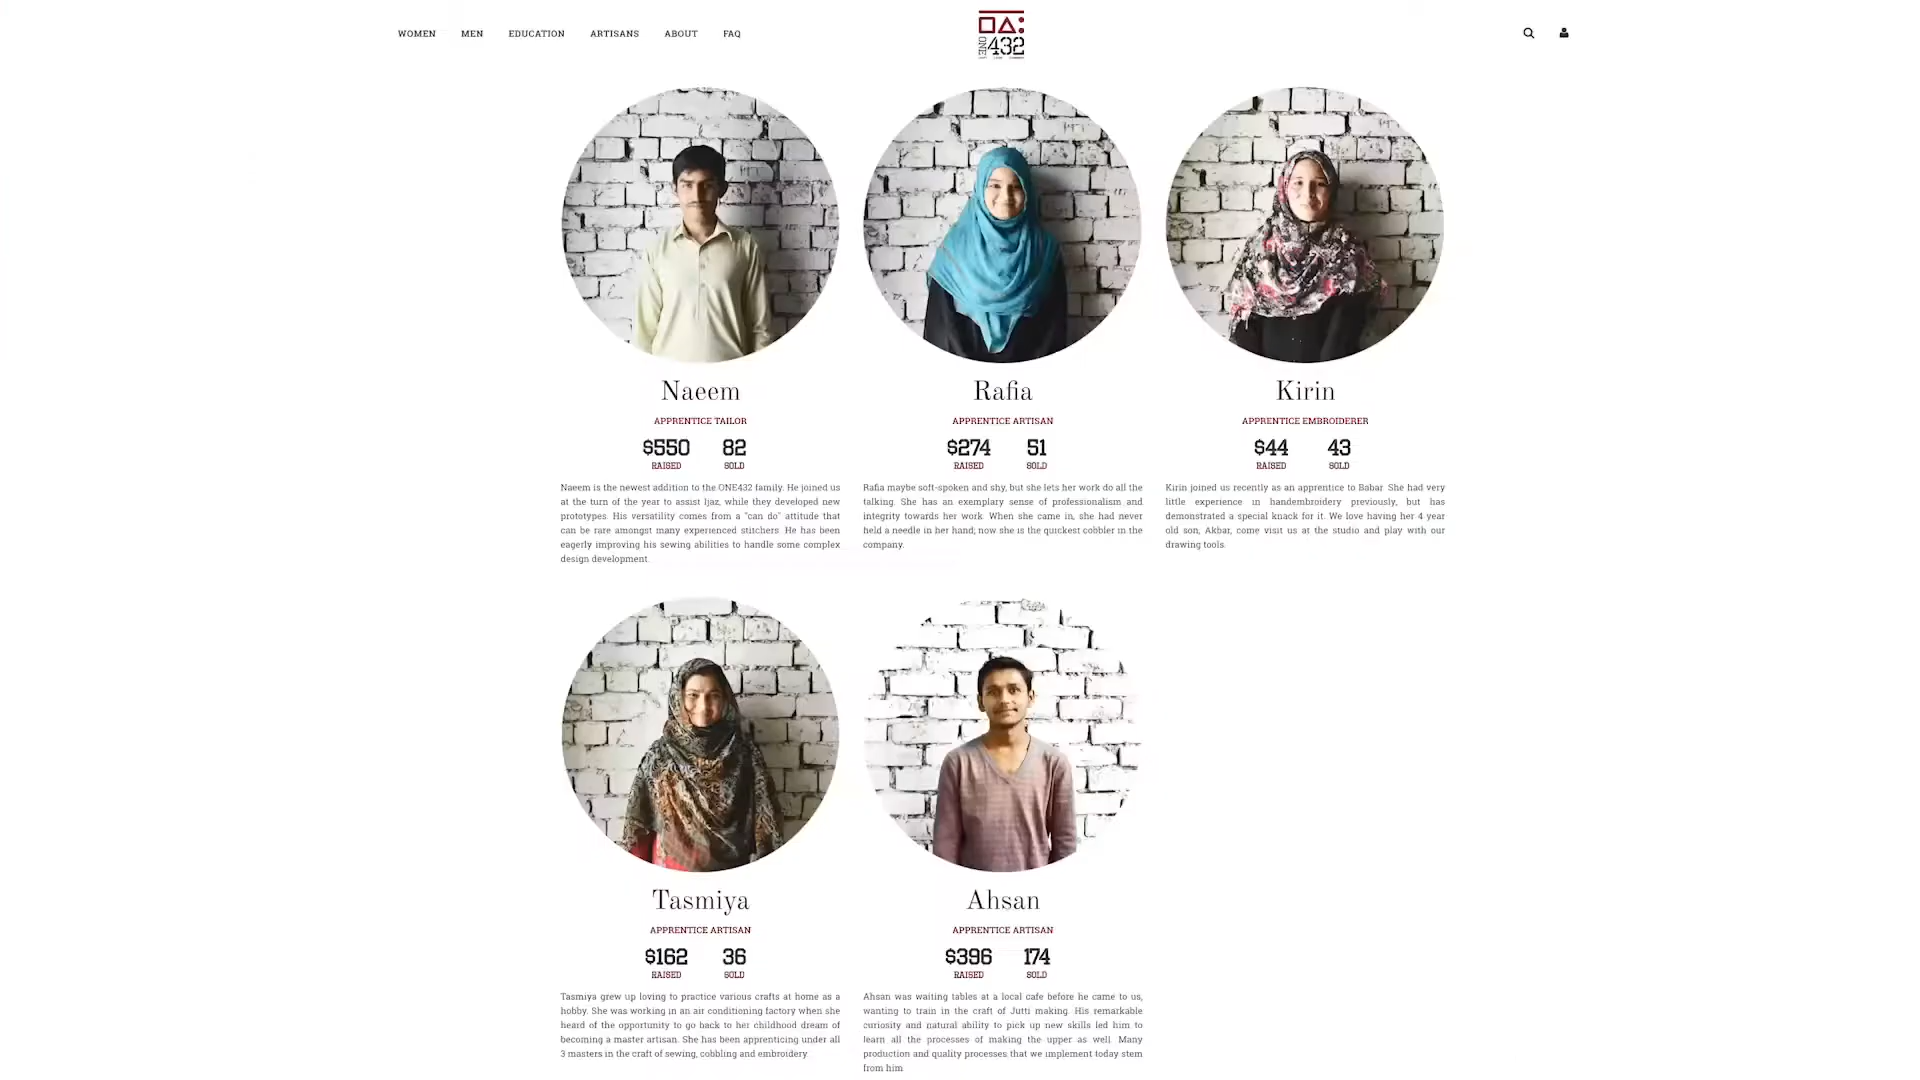 WOMEN MEN EDUCATION ARTISANS ABOUT FAQ
ONE
432
Naeem
APPRENTICE TAILOR
$550 82
RAISED SOLD
Naeem is the newest addition to the ONE432 family. He joined us
at the turn of the year to assist Ijaz, while they developed new
prototypes. His versatility comes from a "can do" attitude that
can be rare amongst many experienced stitchers. He has been
eagerly improving his sewing abilities to handle some complex
design development.
Rafia
APPRENTICE ARTISAN
$274 51
RAISED SOLD
Rafia maybe soft-spoken and shy, but she lets her work do all the
talking. She has an exemplary sense of professionalism and
integrity towards her work. When she came in, she had never
held a needle in her hand; now she is the quickest cobbler in the
company.
Kirin
APPRENTICE EMBROIDERER
$44 43
RAISED SOLD
Kirin joined us recently as an apprentice to Babar. She had very
little experience in handembroidery previously, but has
demonstrated a special knack for it. We love having her 4 year
old son, Akbar, come visit us at the studio and play with our
drawing tools.
Tasmiya
APPRENTICE ARTISAN
$162 36
RAISED SOLD
Tasmiya grew up loving to practice various crafts at home as a
hobby. She was working in an air conditioning factory when she
heard of the opportunity to go back to her childhood dream of
becoming a master artisan. She has been apprenticing under all
3 masters in the craft of sewing, cobbling and embroidery.
Ahsan
APPRENTICE ARTISAN
$396 174
RAISED SOLD
Ahsan was waiting tables at a local cafe before he came to us,
wanting to train in the craft of Jutti making. His remarkable
curiosity and natural ability to pick up new skills led him to
learn all the processes of making the upper as well. Many
production and quality processes that we implement today stem
from him.